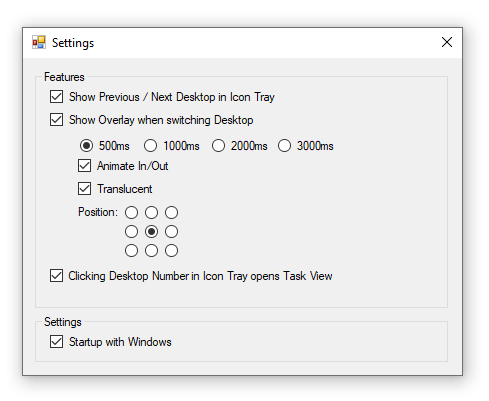 Settings
Features
Show Previous / Next Desktop in Icon Tray
Show Overlay when switching Desktop
500ms 1000ms 2000ms 3000ms
Animate In/Out
Translucent
Position:
Clicking Desktop Number in Icon Tray opens Task View
Settings
Startup with Windows